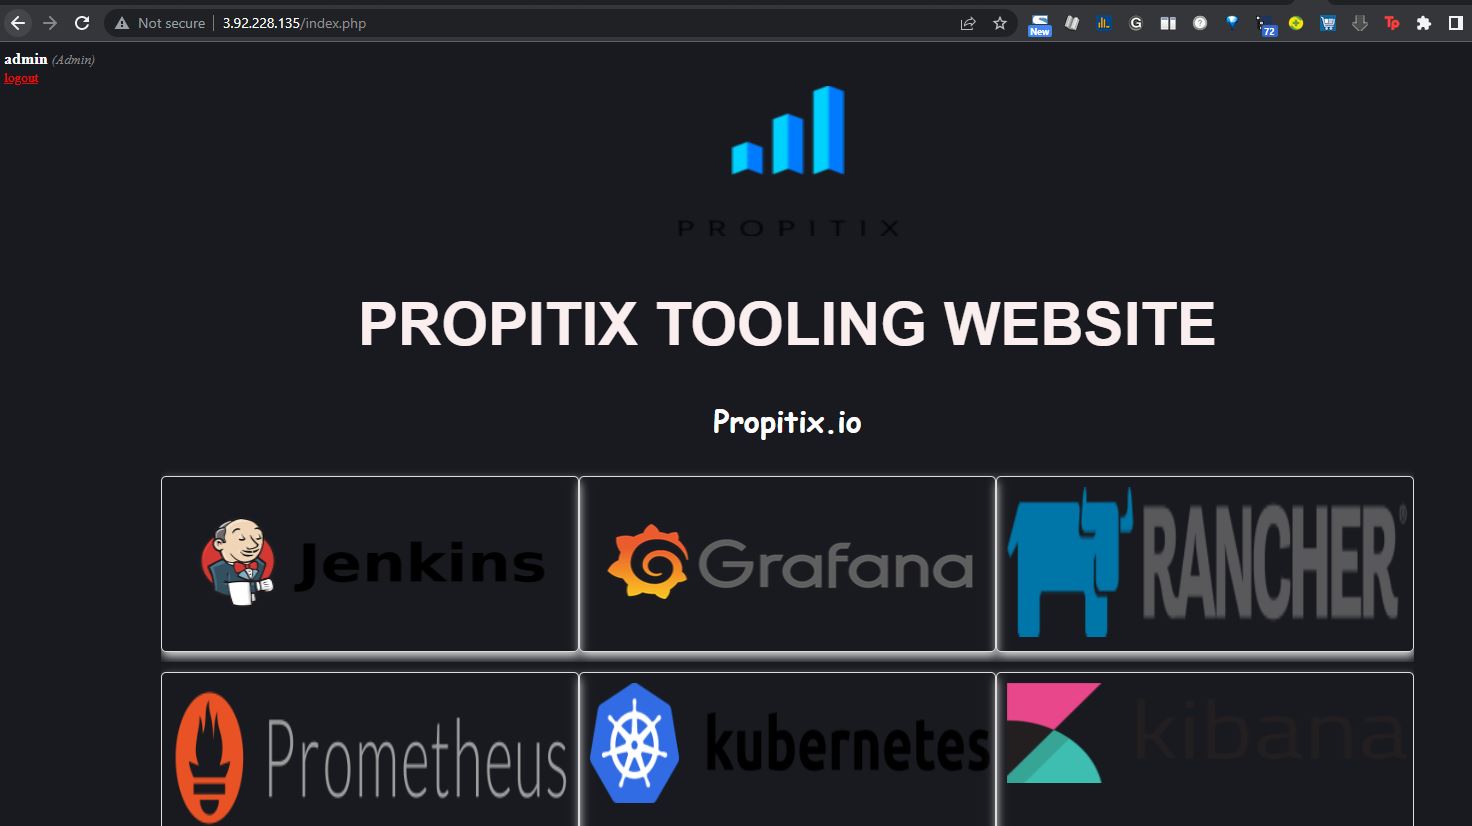 Not secure | 3.92.228.135/index.php
New
G
72
Tp
admin (Admin)
logout
PROPITIX
PROPITIX TOOLING WEBSITE
Propitix.io
Jenkins
Grafana
RANCHER®
Prometheus
kubernetes
kibana